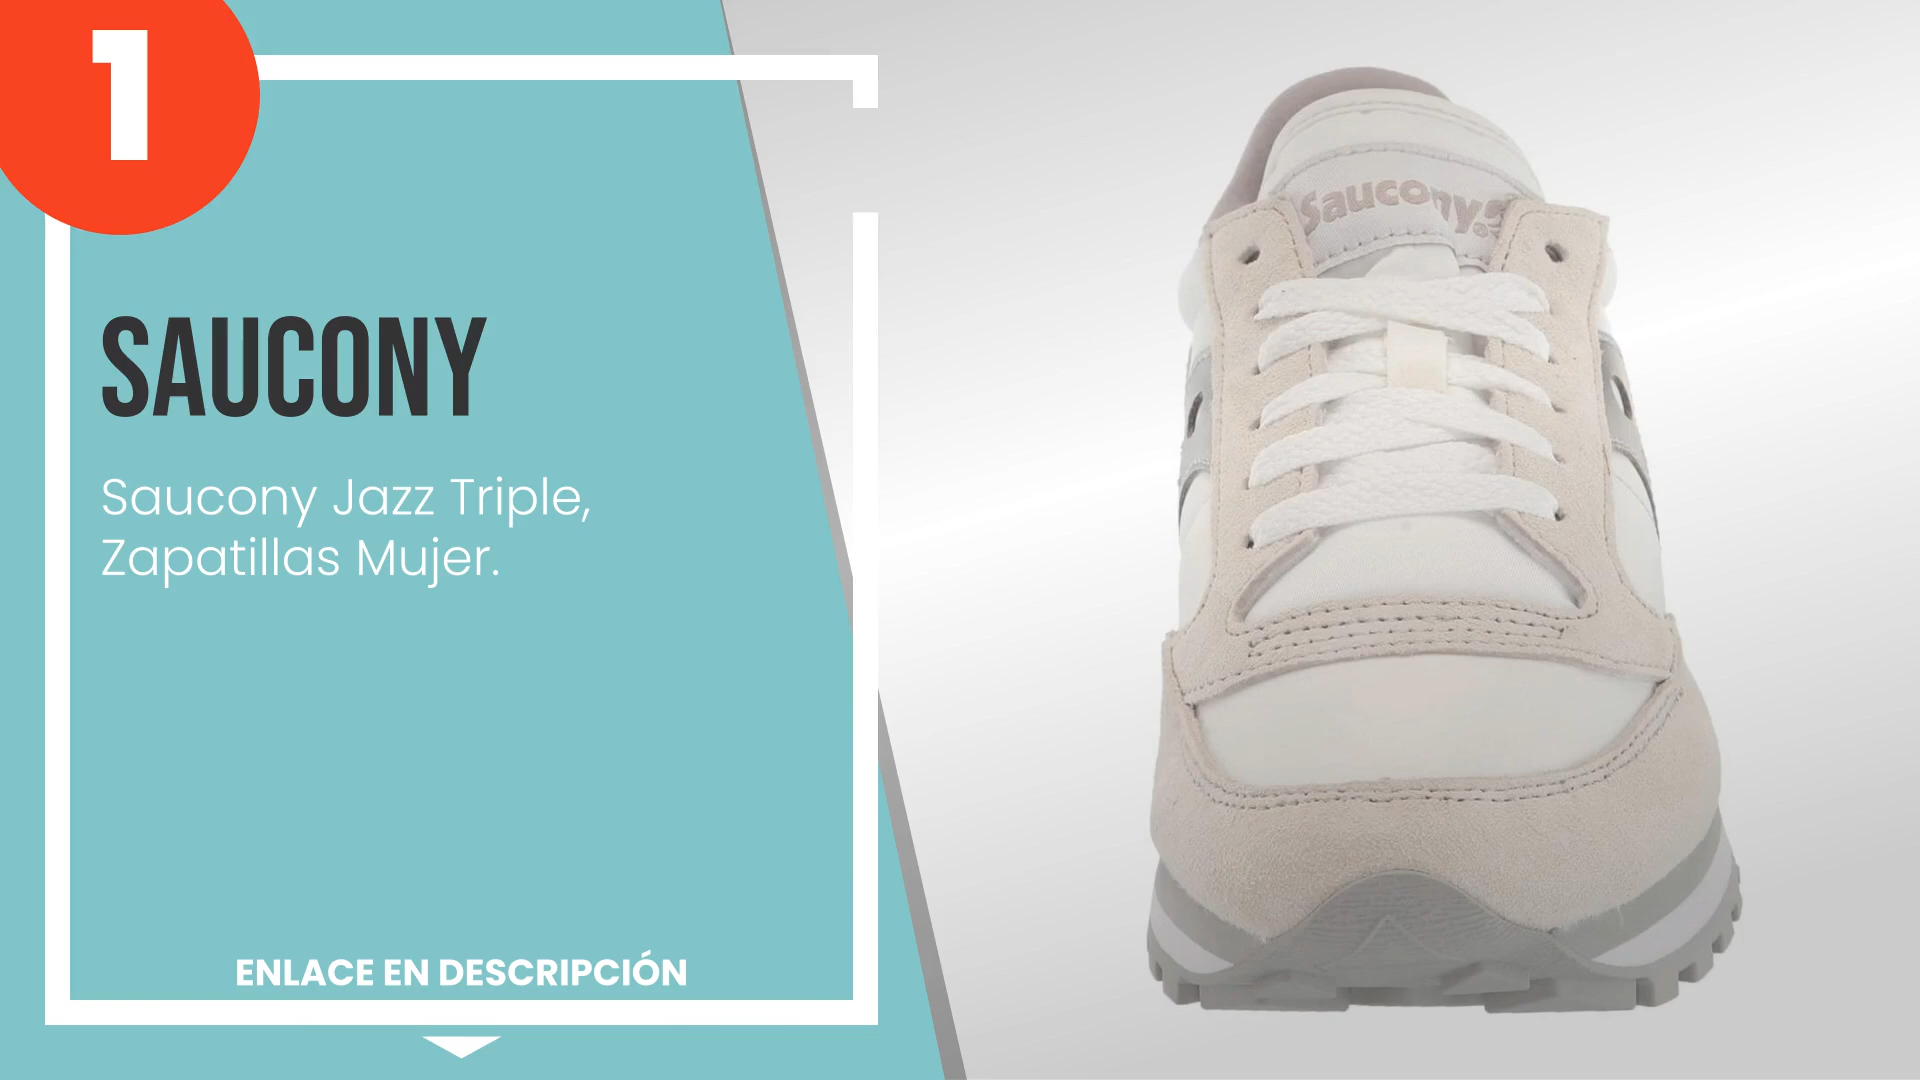 1
SAUCONY
Saucony Jazz Triple,
Zapatillas Mujer.
ENLACE EN DESCRIPCIÓN
Saucony